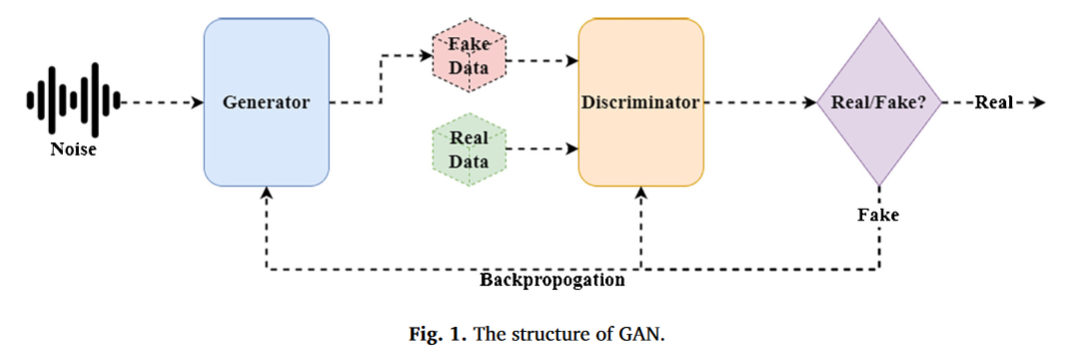 Noise
Generator
Fake
Data
Real
Data
Discriminator
Real/Fake?
Real
Fake
Backpropogation
Fig. 1. The structure of GAN.